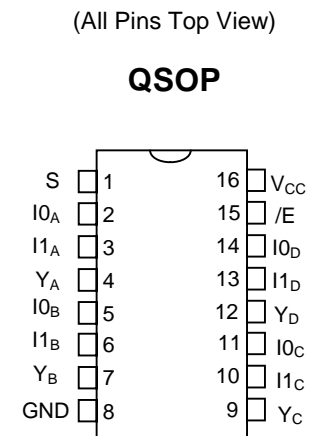 (All Pins Top View)
QSOP
S 1 16 VCC
I0A 2 15 /E
I1A 3 14 I0D
YA 4 13 I1D
I0B 5 12 YD
I1B 6 11 I0C
YB 7 10 I1C
GND 8 9 YC